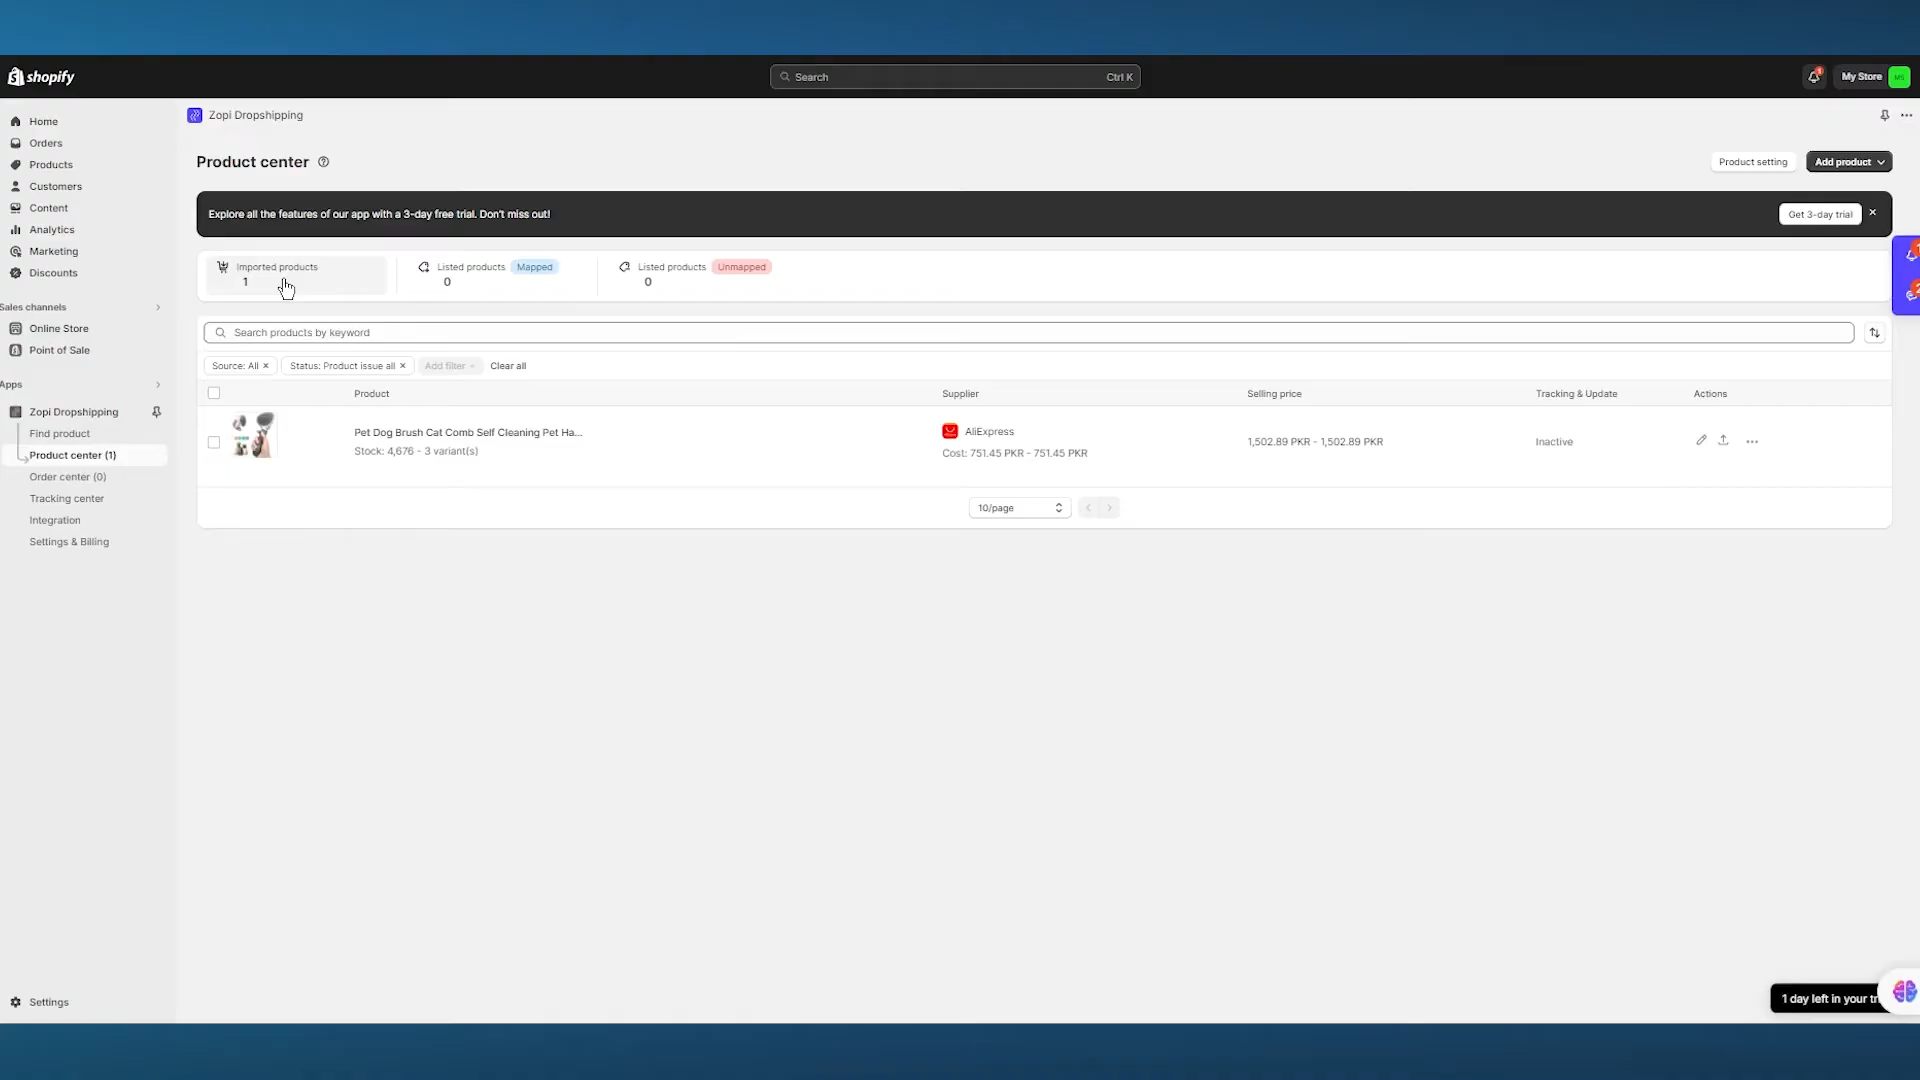 shopify
Search
Ctrl K
My Store
MS
Home
Orders
Products
Customers
Content
Analytics
Marketing
Discounts
Sales channels
Online Store
Point of Sale
Apps
Zopi Dropshipping
Find product
Product center (1)
Order center (0)
Tracking center
Integration
Settings & Billing
Settings
Zopi Dropshipping
Product center
Product setting
Add product
Explore all the features of our app with a 3-day free trial. Don't miss out!
Get 3-day trial
Imported products
1
Listed products Mapped
0
Listed products Unmapped
0
Search products by keyword
Source: All
Status: Product issue all
Add filter +
Clear all
Product
Supplier
Selling price
Tracking & Update
Actions
Pet Dog Brush Cat Comb Self Cleaning Pet Ha...
Stock: 4,676 - 3 variant(s)
AliExpress
Cost: 751.45 PKR - 751.45 PKR
1,502.89 PKR - 1,502.89 PKR
Inactive
10/page
1 day left in your tr